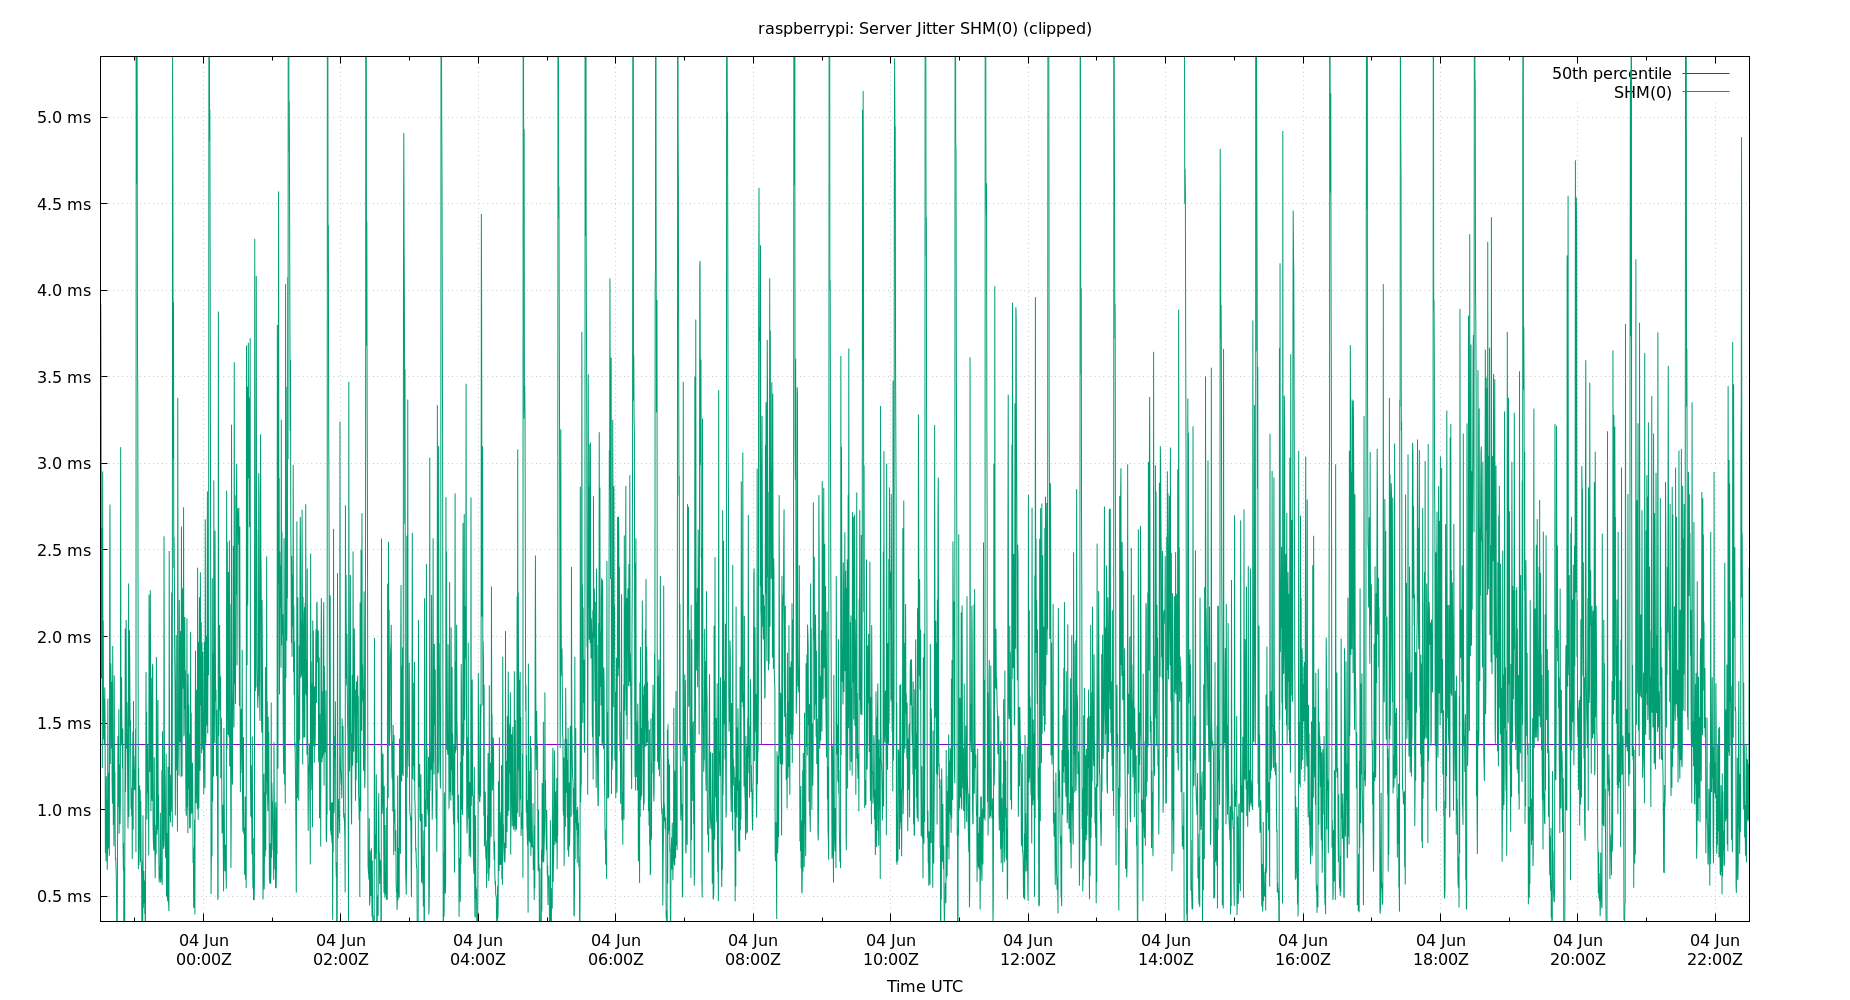 raspberrypi: Server Jitter SHM(0) (clipped)
50th percentile
SHM(0)
5.0 ms
4.5 ms
4.0 ms
3.5 ms
3.0 ms
2.5 ms
2.0 ms
1.5 ms
1.0 ms
0.5 ms
04 Jun 04 Jun 04 Jun 04 Jun 04 Jun 04 Jun 04 Jun 04 Jun 04 Jun 04 Jun 04 Jun 04 Jun
00:00Z 02:00Z 04:00Z 06:00Z 08:00Z 10:00Z 12:00Z 14:00Z 16:00Z 18:00Z 20:00Z 22:00Z
Time UTC